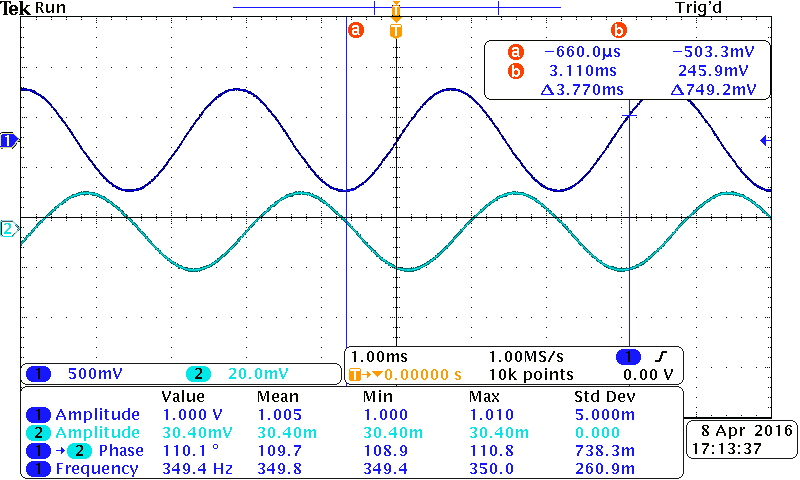 Tek Run Trig'd
T
a T b
a −660.0µs −503.3mV
b 3.110ms 245.9mV
Δ3.770ms Δ749.2mV
1
2
1 500mV 2 20.0mV
1.00ms 1.00MS/s 1
T 0.00000 s 10k points 0.00 V
Value Mean Min Max Std Dev
1 Amplitude 1.000 V 1.005 1.000 1.010 5.000m
2 Amplitude 30.40mV 30.40m 30.40m 30.40m 0.000
1 → 2 Phase 110.1 ° 109.7 108.9 110.8 738.3m
1 Frequency 349.4 Hz 349.8 349.4 350.0 260.9m
8 Apr 2016
17:13:37